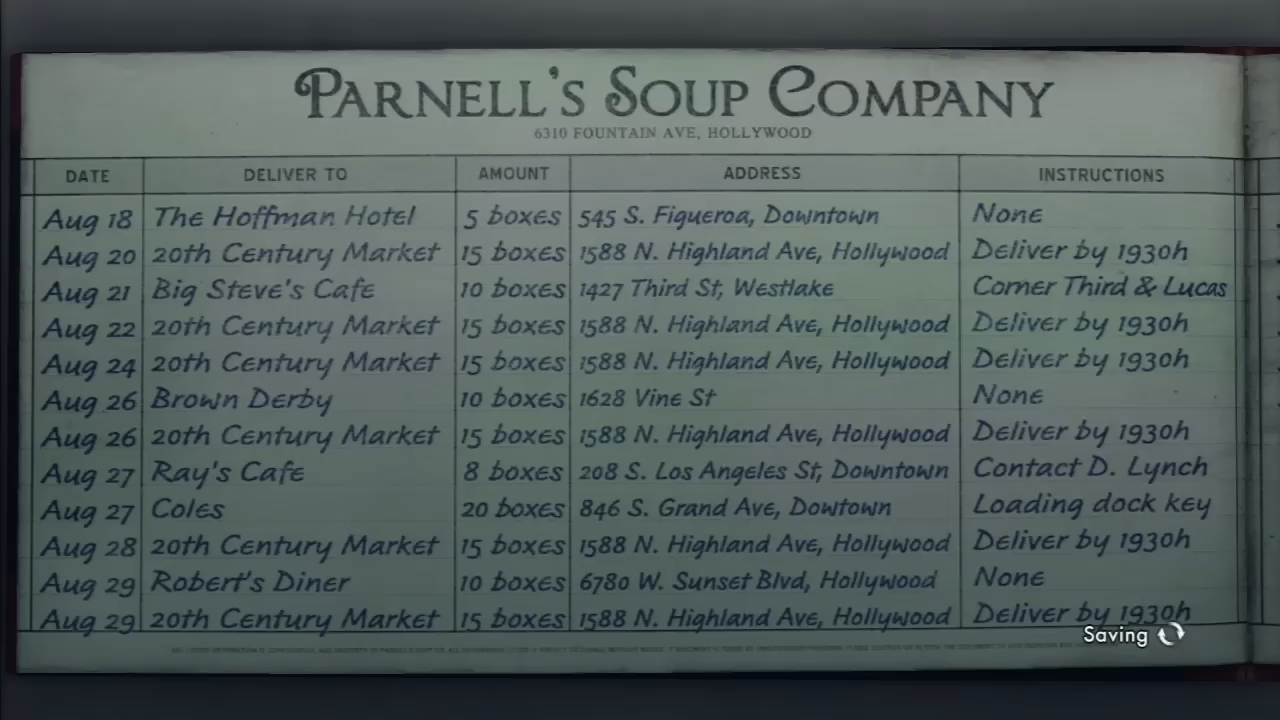 PARNELL'S SOUP COMPANY
6310 FOUNTAIN AVE, HOLLYWOOD
DATE DELIVER TO AMOUNT ADDRESS INSTRUCTIONS
Aug 18 The Hoffman Hotel 5 boxes 545 S. Figueroa, Downtown None
Aug 20 20th Century Market 15 boxes 1588 N. Highland Ave, Hollywood Deliver by 1930h
Aug 21 Big Steve's Cafe 10 boxes 1427 Third St, Westlake Corner Third & Lucas
Aug 22 20th Century Market 15 boxes 1588 N. Highland Ave, Hollywood Deliver by 1930h
Aug 24 20th Century Market 15 boxes 1588 N. Highland Ave, Hollywood Deliver by 1930h
Aug 26 Brown Derby 10 boxes 1628 Vine St None
Aug 26 20th Century Market 15 boxes 1588 N. Highland Ave, Hollywood Deliver by 1930h
Aug 27 Ray's Cafe 8 boxes 208 S. Los Angeles St, Downtown Contact D. Lynch
Aug 27 Coles 20 boxes 846 S. Grand Ave, Dowtown Loading dock key
Aug 28 20th Century Market 15 boxes 1588 N. Highland Ave, Hollywood Deliver by 1930h
Aug 29 Robert's Diner 10 boxes 6780 W. Sunset Blvd, Hollywood None
Aug 29 20th Century Market 15 boxes 1588 N. Highland Ave, Hollywood Deliver by 1930h
Saving